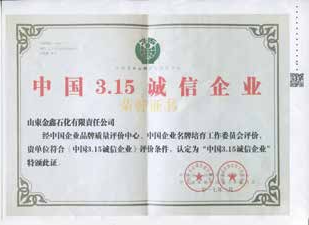 中国3.15诚信企业
荣誉证书
山东金鑫石化有限责任公司
经中国企业品牌质量评价中心、中国企业名牌培育工作委员会评价，
贵单位符合《中国3.15诚信企业》评价条件，认定为“中国3.15诚信企业”
特颁此证。